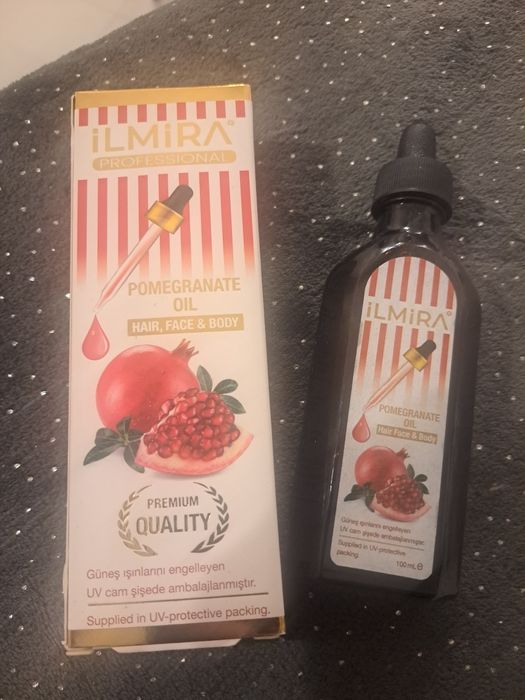 iLMiRA®
PROFESSIONAL
POMEGRANATE
OIL
HAIR, FACE & BODY
PREMIUM
QUALITY
Güneş ışınlarını engelleyen
UV cam şişede ambalajlanmıştır.
Supplied in UV-protective packing.
iLMiRA
POMEGRANATE
OIL
Hair Face & Body
Güneş ışınlarını engelleyen
UV cam şişede ambalajlanmıştır.
Supplied in UV-protective
packing.
100 mL ℮